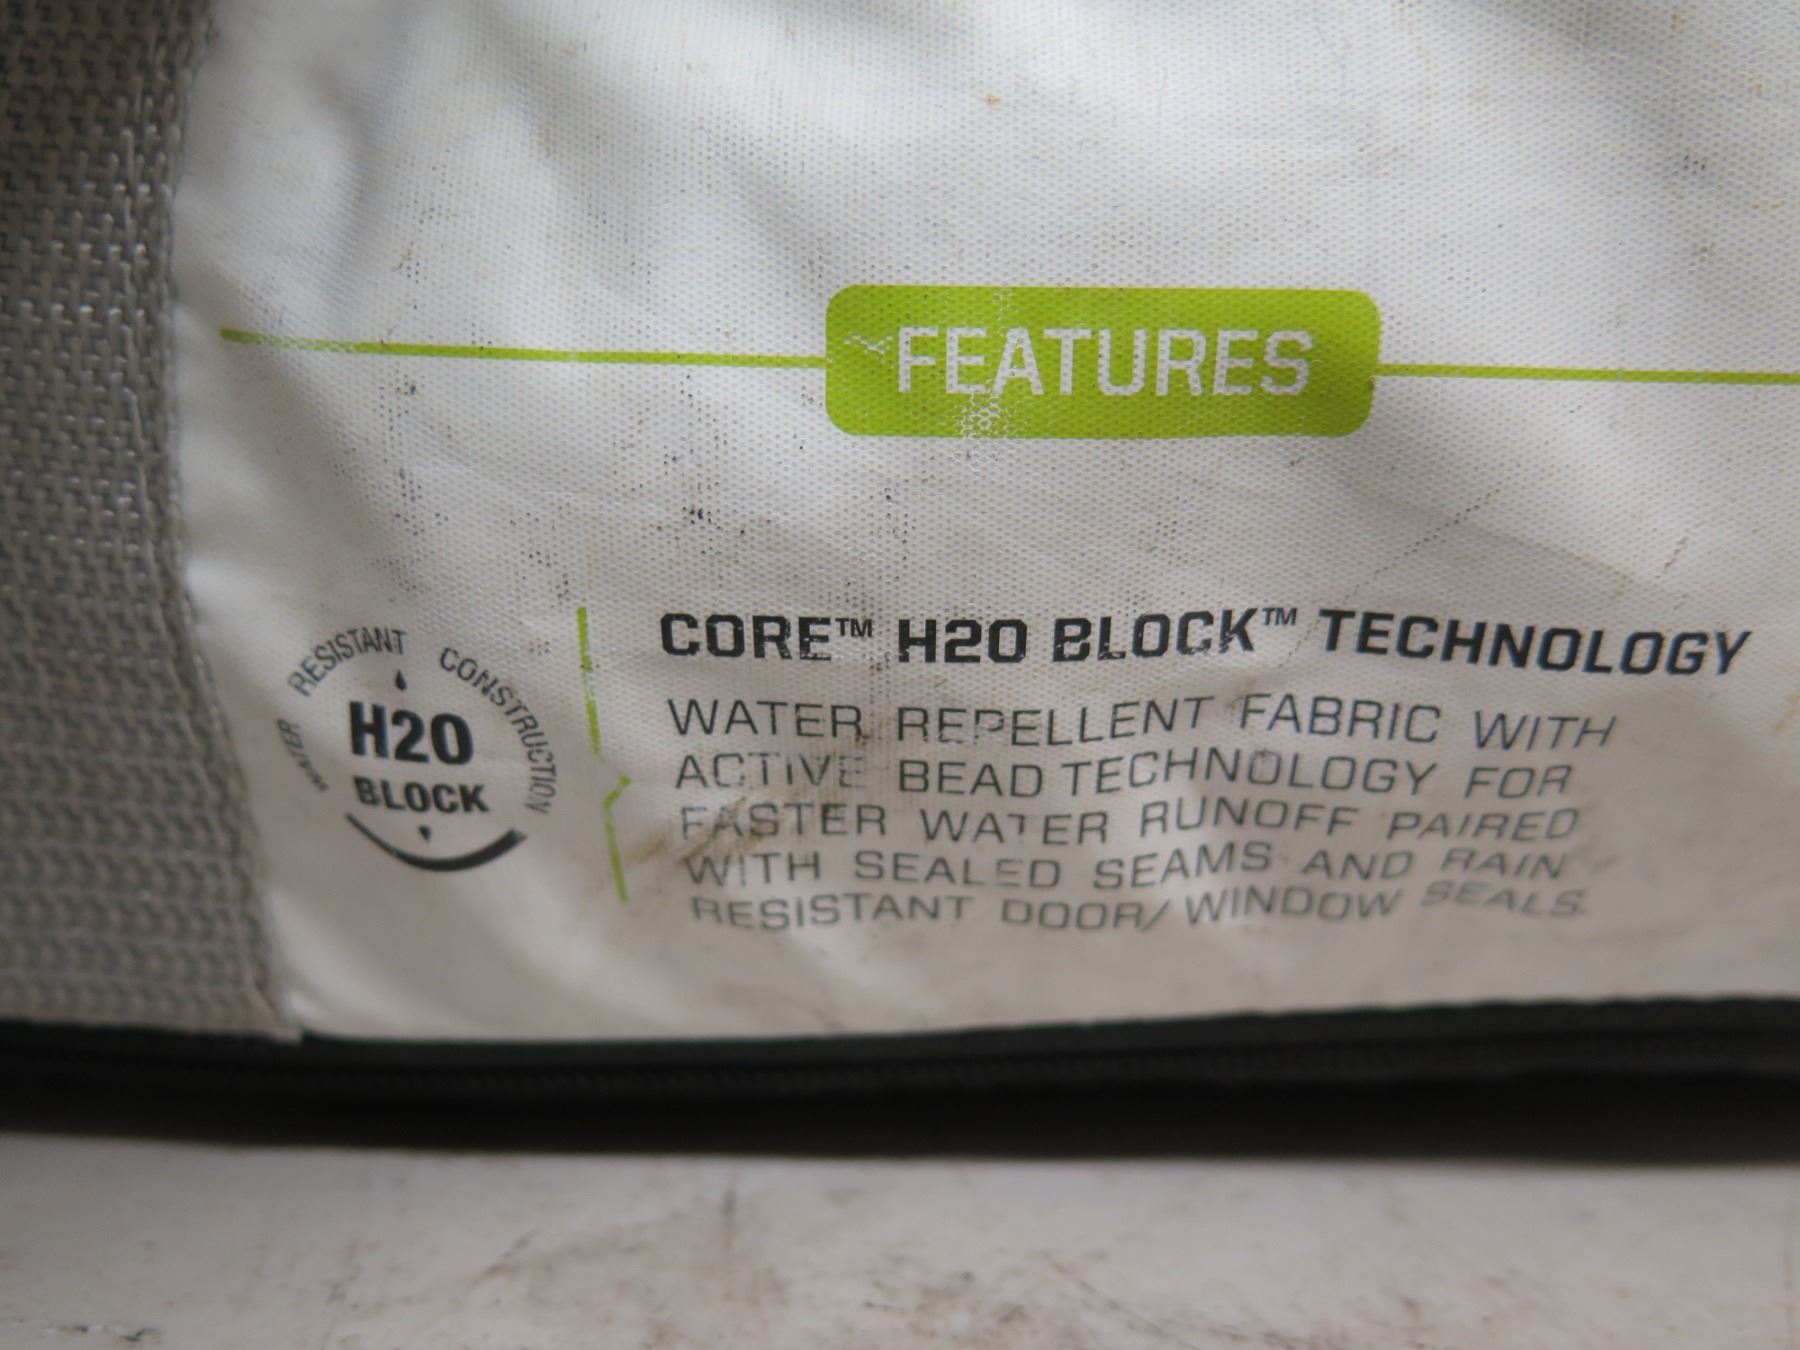 FEATURES
WATER RESISTANT CONSTRUCTION
H20
BLOCK
CORE™ H20 BLOCK™ TECHNOLOGY
WATER REPELLENT FABRIC WITH
ACTIVE BEAD TECHNOLOGY FOR
FASTER WATER RUNOFF PAIRED
WITH SEALED SEAMS AND RAIN
RESISTANT DOOR/WINDOW SEALS.